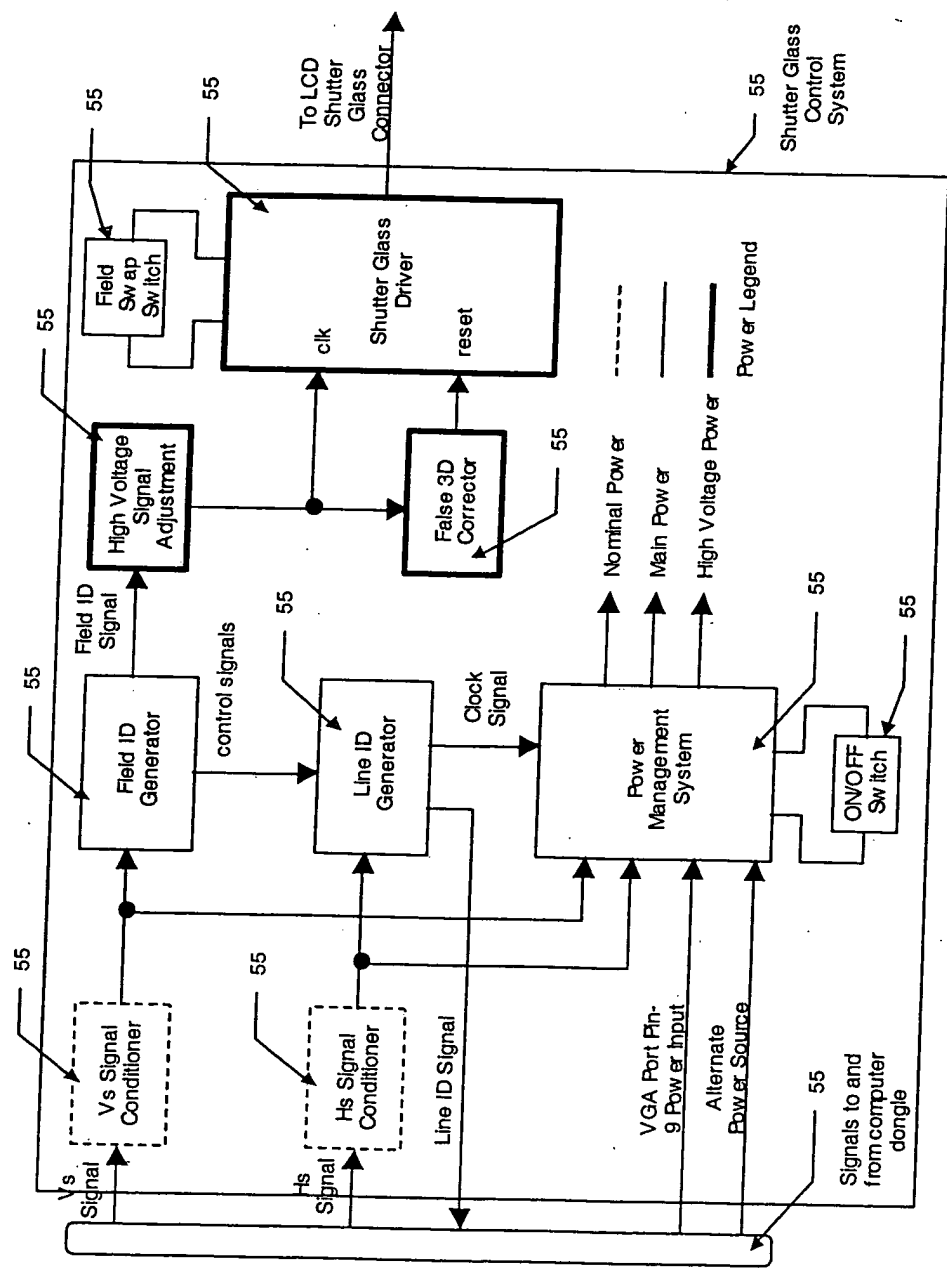 Vs
Signal
55
Vs Signal
Conditioner
55
Field ID
Generator
Field ID
Signal
55
High Voltage
Signal
Adjustment
55
Field
Swap
Switch
55
clk
Shutter Glass
Driver
reset
To LCD
Shutter
Glass
Connector
control signals
Hs
Signal
55
Hs Signal
Conditioner
55
Line ID
Generator
False 3D
Corrector
55
Line ID Signal
Clock
Signal
VGA Port Pin-
9 Power Input
Alternate
Power Source
Power
Management
System
55
Nominal Power
Main Power
High Voltage Power
Power Legend
ON/OFF
Switch
55
55
Signals to and
from computer
dongle
55
Shutter Glass
Control
System